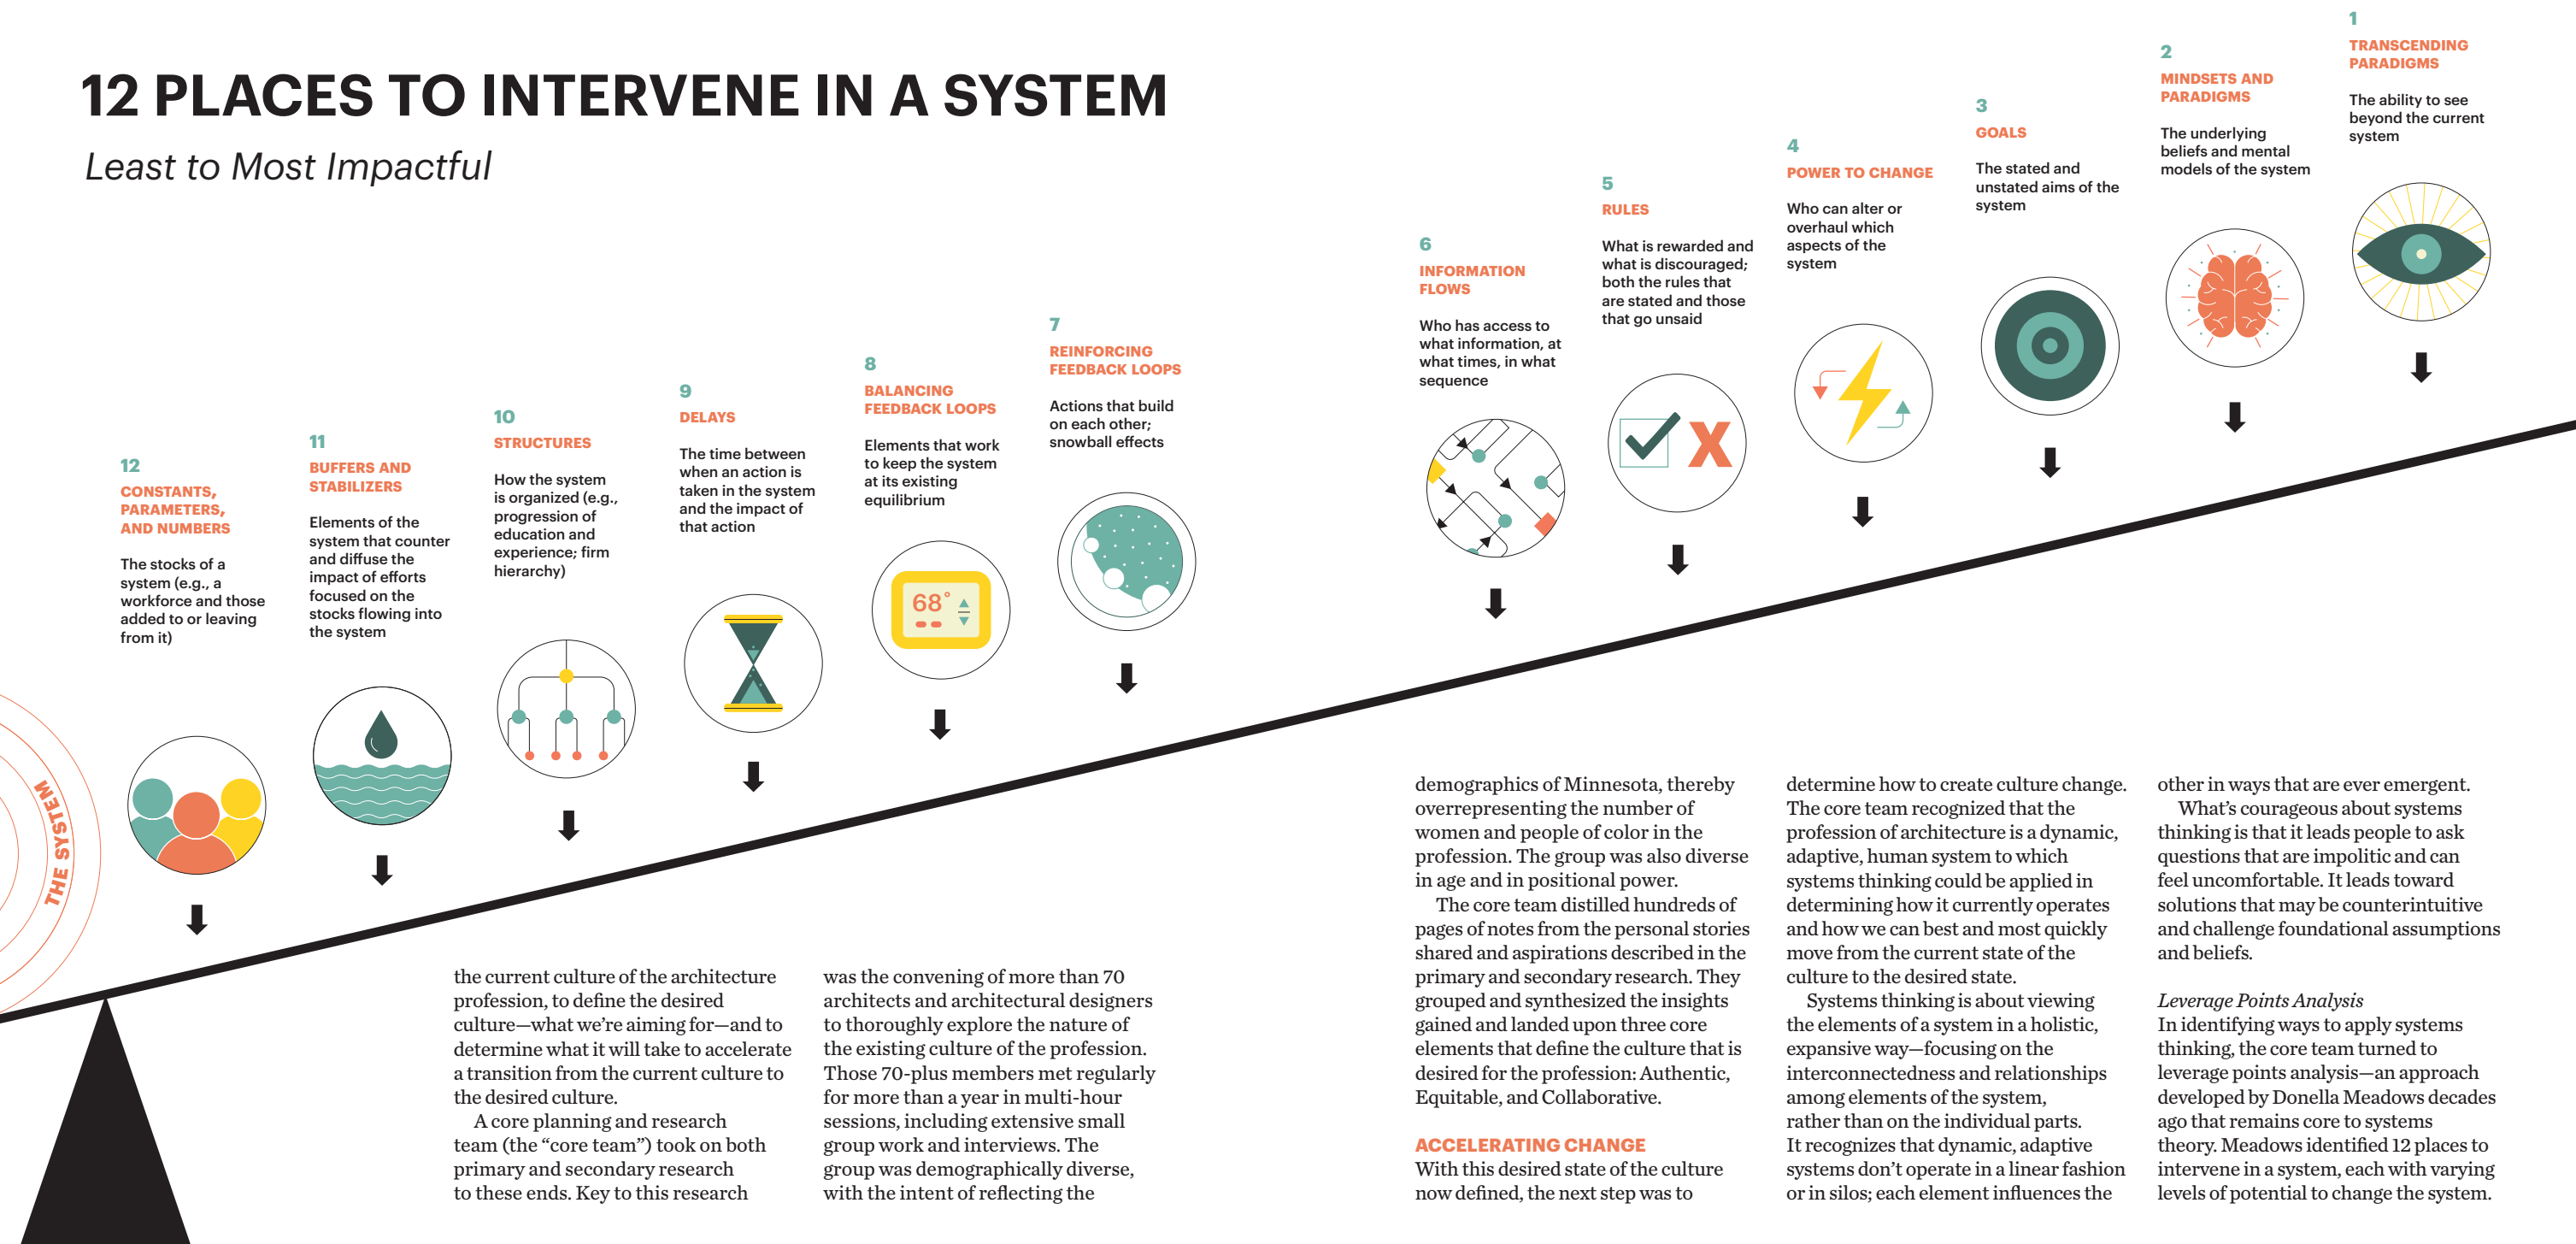 12 PLACES TO INTERVENE IN A SYSTEM
Least to Most Impactful
12
CONSTANTS,
PARAMETERS,
AND NUMBERS
The stocks of a
system (e.g., a
workforce and those
added to or leaving
from it)
11
BUFFERS AND
STABILIZERS
Elements of the
system that counter
and diffuse the
impact of efforts
focused on the
stocks flowing into
the system
10
STRUCTURES
How the system
is organized (e.g.,
progression of
education and
experience; firm
hierarchy)
9
DELAYS
The time between
when an action is
taken in the system
and the impact of
that action
8
BALANCING
FEEDBACK LOOPS
Elements that work
to keep the system
at its existing
equilibrium
68°
7
REINFORCING
FEEDBACK LOOPS
Actions that build
on each other;
snowball effects
6
INFORMATION
FLOWS
Who has access to
what information, at
what times, in what
sequence
5
RULES
What is rewarded and
what is discouraged;
both the rules that
are stated and those
that go unsaid
X
4
POWER TO CHANGE
Who can alter or
overhaul which
aspects of the
system
3
GOALS
The stated and
unstated aims of the
system
2
MINDSETS AND
PARADIGMS
The underlying
beliefs and mental
models of the system
1
TRANSCENDING
PARADIGMS
The ability to see
beyond the current
system
THE SYSTEM
the current culture of the architecture
profession, to define the desired
culture—what we're aiming for—and to
determine what it will take to accelerate
a transition from the current culture to
the desired culture.
A core planning and research
team (the “core team”) took on both
primary and secondary research
to these ends. Key to this research
was the convening of more than 70
architects and architectural designers
to thoroughly explore the nature of
the existing culture of the profession.
Those 70-plus members met regularly
for more than a year in multi-hour
sessions, including extensive small
group work and interviews. The
group was demographically diverse,
with the intent of reflecting the
demographics of Minnesota, thereby
overrepresenting the number of
women and people of color in the
profession. The group was also diverse
in age and in positional power.
The core team distilled hundreds of
pages of notes from the personal stories
shared and aspirations described in the
primary and secondary research. They
grouped and synthesized the insights
gained and landed upon three core
elements that define the culture that is
desired for the profession: Authentic,
Equitable, and Collaborative.
ACCELERATING CHANGE
With this desired state of the culture
now defined, the next step was to
determine how to create culture change.
The core team recognized that the
profession of architecture is a dynamic,
adaptive, human system to which
systems thinking could be applied in
determining how it currently operates
and how we can best and most quickly
move from the current state of the
culture to the desired state.
Systems thinking is about viewing
the elements of a system in a holistic,
expansive way—focusing on the
interconnectedness and relationships
among elements of the system,
rather than on the individual parts.
It recognizes that dynamic, adaptive
systems don't operate in a linear fashion
or in silos; each element influences the
other in ways that are ever emergent.
What's courageous about systems
thinking is that it leads people to ask
questions that are impolitic and can
feel uncomfortable. It leads toward
solutions that may be counterintuitive
and challenge foundational assumptions
and beliefs.
Leverage Points Analysis
In identifying ways to apply systems
thinking, the core team turned to
leverage points analysis—an approach
developed by Donella Meadows decades
ago that remains core to systems
theory. Meadows identified 12 places to
intervene in a system, each with varying
levels of potential to change the system.